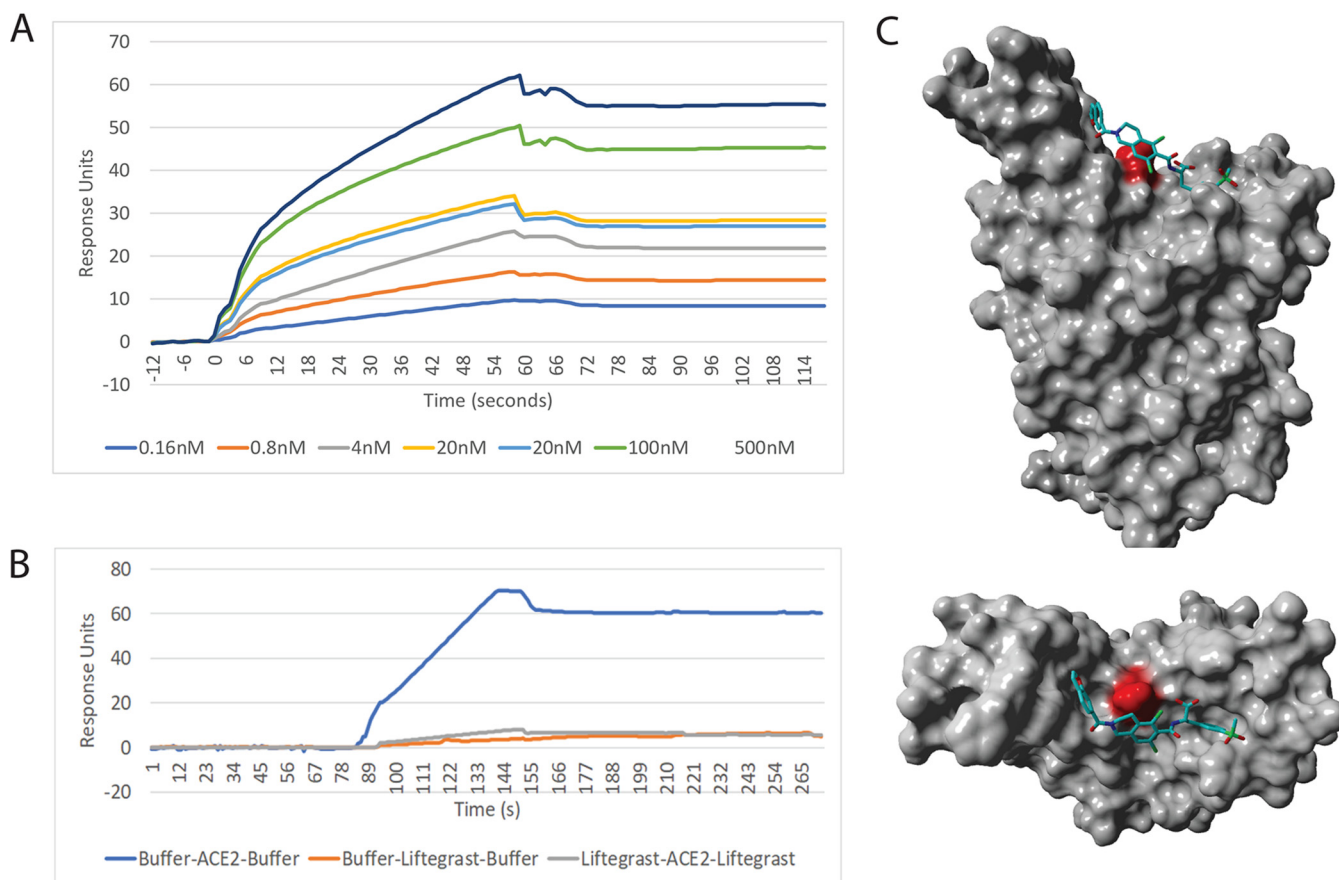 A
70
60
50
40
30
20
10
0
-10
Response Units
-12 -6 0 6 12 18 24 30 36 42 48 54 60 66 72 78 84 90 96 102 108 114
Time (seconds)
0.16nM 0.8nM 4nM 20nM 20nM 100nM 500nM
B
80
60
40
20
0
-20
Response Units
1 12 23 34 45 56 67 78 89 100 111 122 133 144 155 166 177 188 199 210 221 232 243 254 265
Time (s)
Buffer-ACE2-Buffer Buffer-Liftegrast-Buffer Liftegrast-ACE2-Liftegrast
C